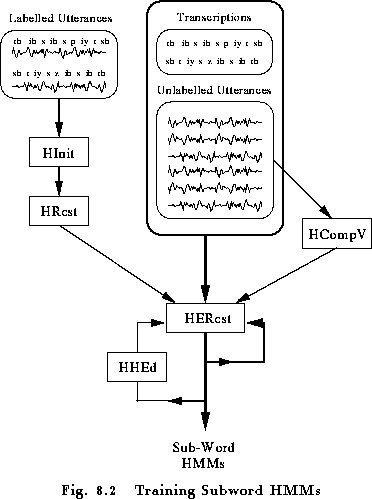 Labelled Utterances
th ih s ih s p iy t sh
sh t iy s z ih s ih th
Transcriptions
th ih s ih s p iy t sh
sh t iy s z ih s ih th
Unlabelled Utterances
HInit
HRest
HCompV
HERest
HHEd
Sub-Word
HMMs
Fig. 8.2 Training Subword HMMs